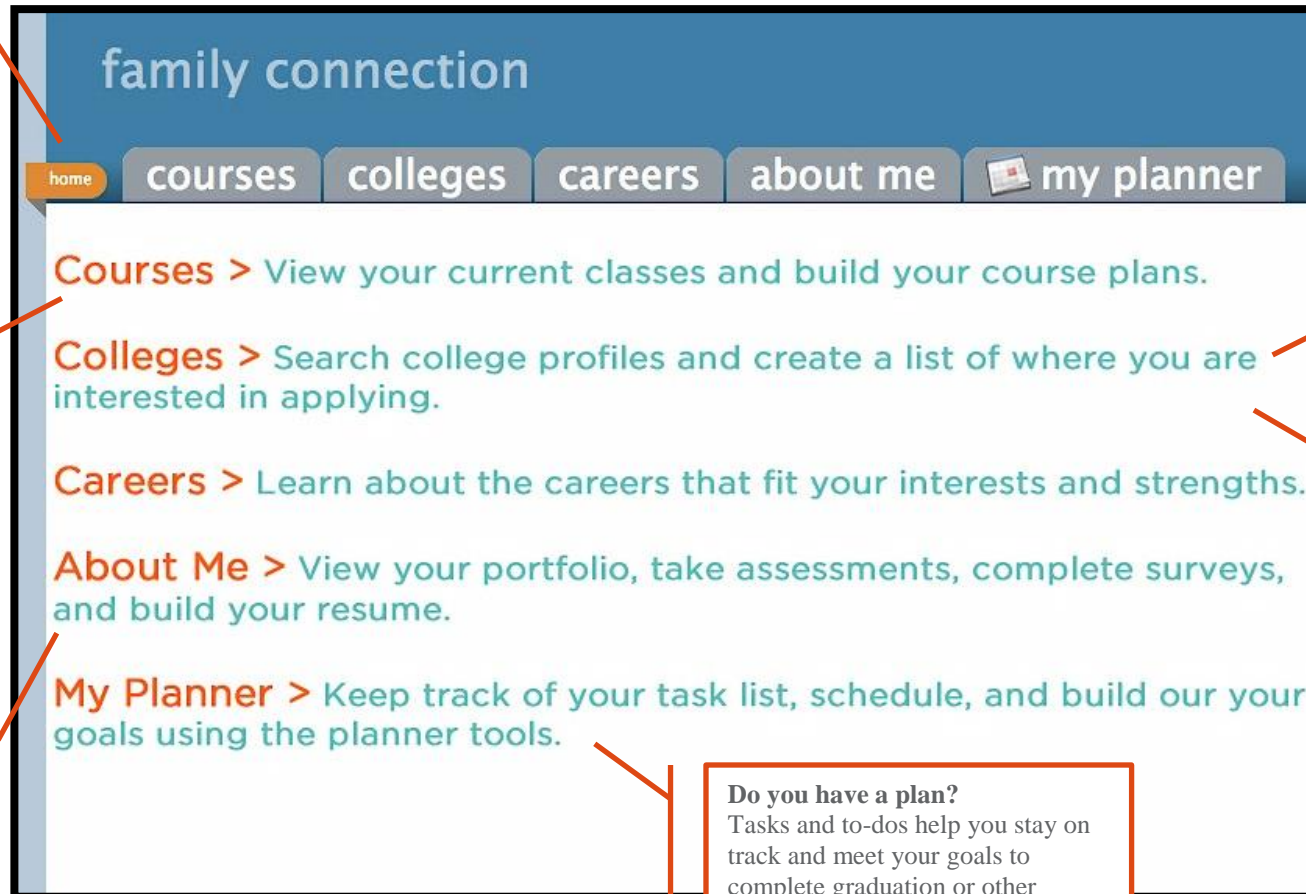 family connection
home courses colleges careers about me my planner
Courses > View your current classes and build your course plans.
Colleges > Search college profiles and create a list of where you are
interested in applying.
Careers > Learn about the careers that fit your interests and strengths.
About Me > View your portfolio, take assessments, complete surveys,
and build your resume.
My Planner > Keep track of your task list, schedule, and build our your
goals using the planner tools.
Do you have a plan?
Tasks and to-dos help you stay on
track and meet your goals to
complete graduation or other